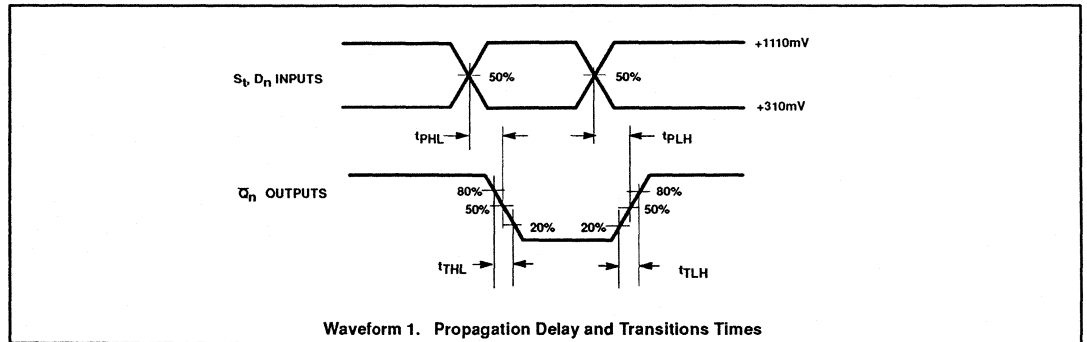 +1110mV
St, Dn INPUTS
50%
50%
+310mV
tPHL
tPLH
Q̅n OUTPUTS
80%
80%
50%
50%
20%
20%
tTHL
tTLH
Waveform 1. Propagation Delay and Transitions Times